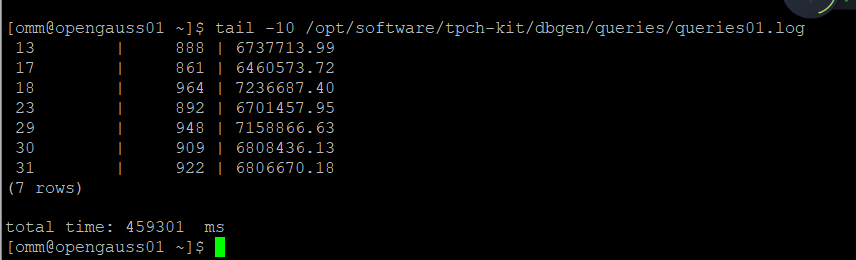 [omm@opengauss01 ~]$ tail -10 /opt/software/tpch-kit/dbgen/queries/queries01.log
13 | 888 | 6737713.99
17 | 861 | 6460573.72
18 | 964 | 7236687.40
23 | 892 | 6701457.95
29 | 948 | 7158866.63
30 | 909 | 6808436.13
31 | 922 | 6806670.18
(7 rows)
total time: 459301  ms
[omm@opengauss01 ~]$